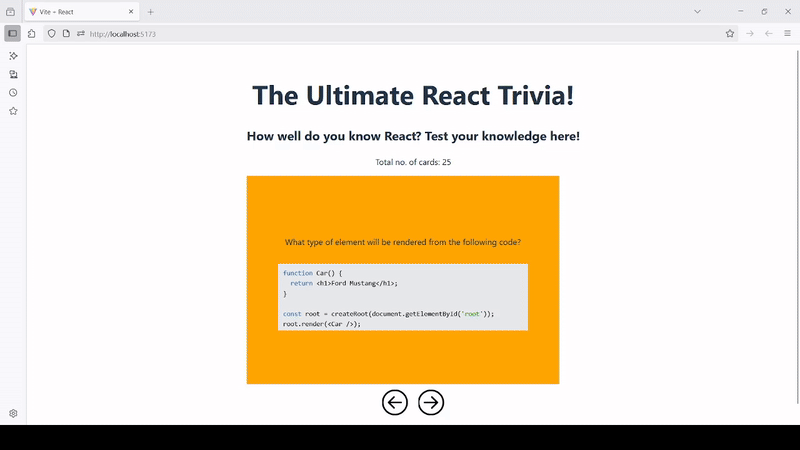 Vite + React
http://localhost:5173
The Ultimate React Trivia!
How well do you know React? Test your knowledge here!
Total no. of cards: 25
What type of element will be rendered from the following code?
function Car() {
  return <h1>Ford Mustang</h1>;
}

const root = createRoot(document.getElementById('root'));
root.render(<Car />);